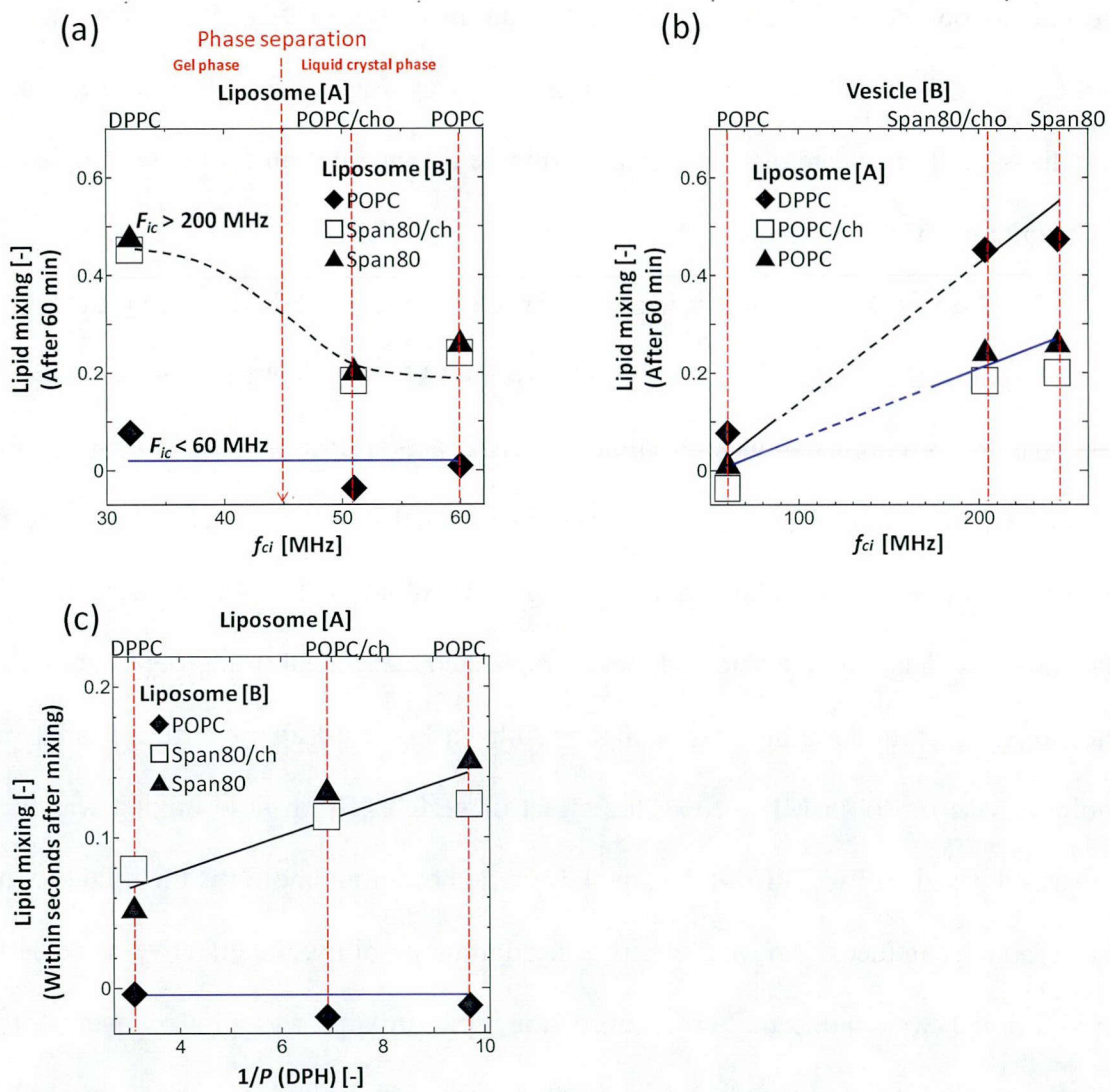 (a)
Phase separation
Gel phase
Liquid crystal phase
Liposome [A]
DPPC
POPC/cho
POPC
Liposome [B]
POPC
Span80/ch
Span80
F_ic > 200 MHz
F_ic < 60 MHz
Lipid mixing [-]
(After 60 min)
0.6
0.4
0.2
0
30
40
50
60
f_ci [MHz]
(b)
Vesicle [B]
POPC
Span80/cho
Span80
Liposome [A]
DPPC
POPC/ch
POPC
Lipid mixing [-]
(After 60 min)
0.6
0.4
0.2
0
100
200
f_ci [MHz]
(c)
Liposome [A]
DPPC
POPC/ch
POPC
Liposome [B]
POPC
Span80/ch
Span80
Lipid mixing [-]
(Within seconds after mixing)
0.2
0.1
0
4
6
8
10
1/P (DPH) [-]